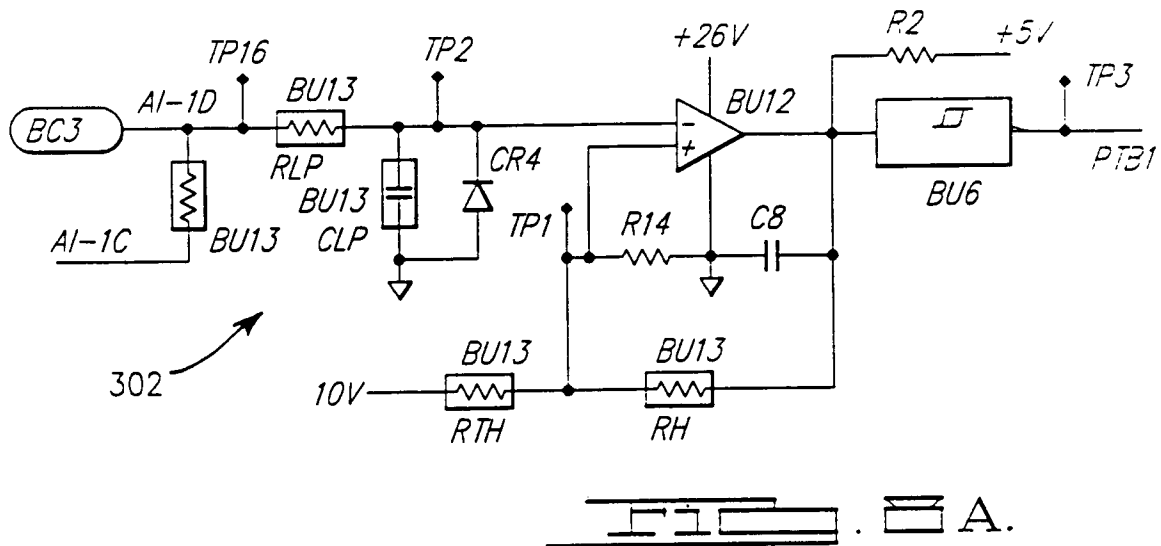 R2
+5V
+26V
TP16
TP2
TP3
AI-1D
BU13
BU12
BC3
RLP
CR4
PTB1
BU13
CLP
BU6
AI-1C
BU13
TP1
R14
C8
302
BU13
BU13
10V
RTH
RH
A.